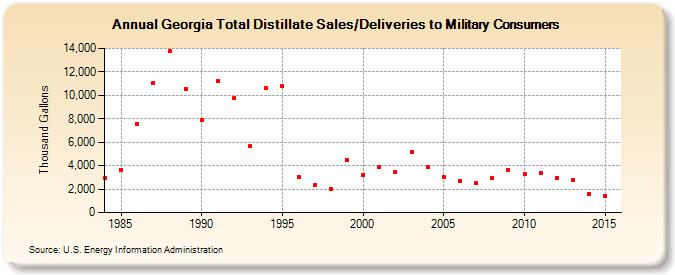 Annual Georgia Total Distillate Sales/Deliveries to Military Consumers
Thousand Gallons
14,000
12,000
10,000
8,000
6,000
4,000
2,000
0
1985 1990 1995 2000 2005 2010 2015
Source: U.S. Energy Information Administration